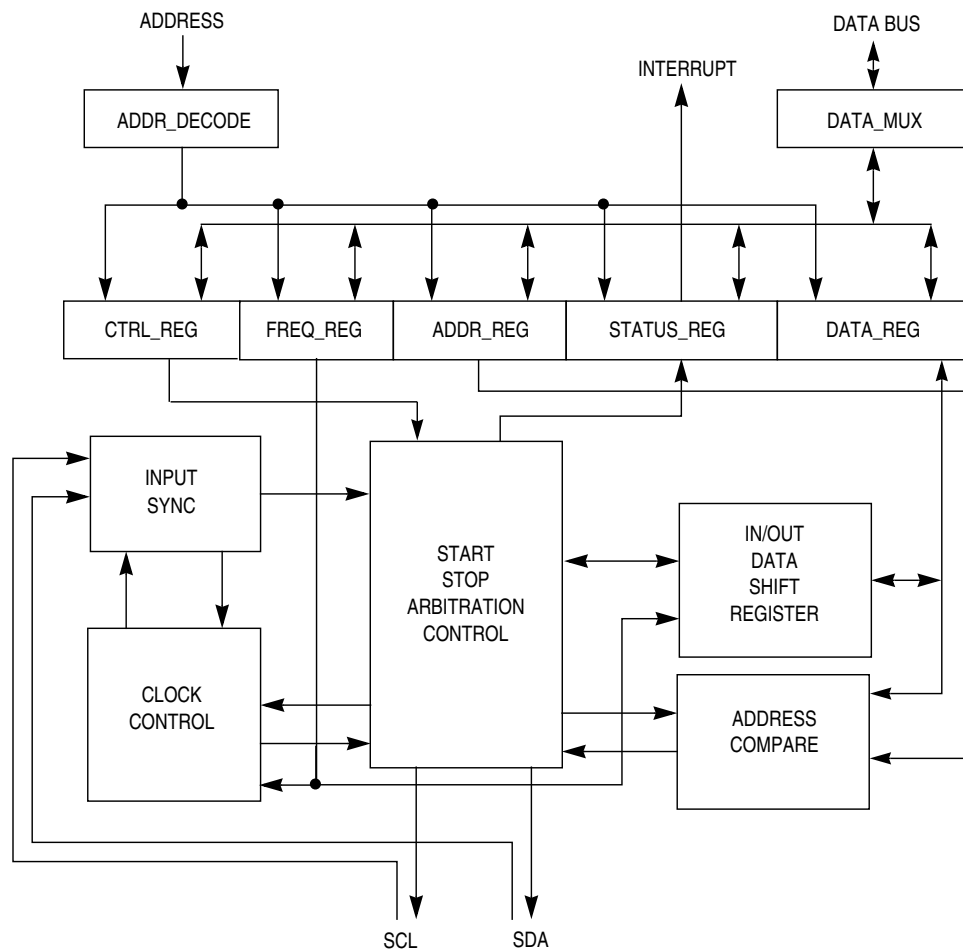 ADDRESS
DATA BUS
INTERRUPT
ADDR_DECODE
DATA_MUX
CTRL_REG
FREQ_REG
ADDR_REG
STATUS_REG
DATA_REG
INPUT
SYNC
START
STOP
ARBITRATION
CONTROL
IN/OUT
DATA
SHIFT
REGISTER
CLOCK
CONTROL
ADDRESS
COMPARE
SCL
SDA